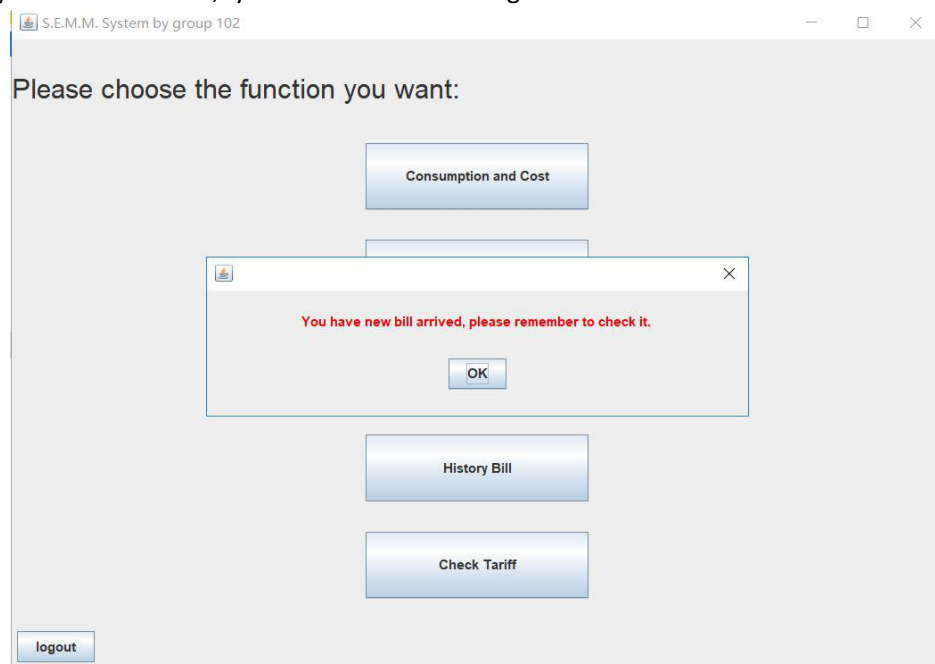 S.E.M.M. System by group 102
Please choose the function you want:
Consumption and Cost
You have new bill arrived, please remember to check it.
OK
History Bill
Check Tariff
logout